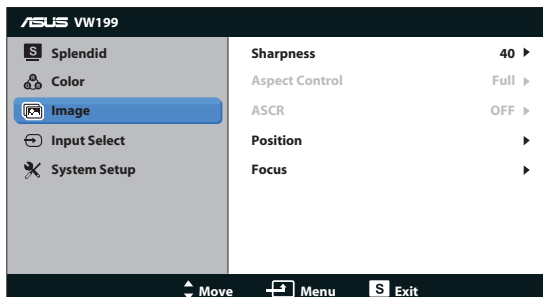 ASUS VW199
S Splendid
Color
Image
Input Select
System Setup
Sharpness 40
Aspect Control Full
ASCR OFF
Position
Focus
Move Menu S Exit